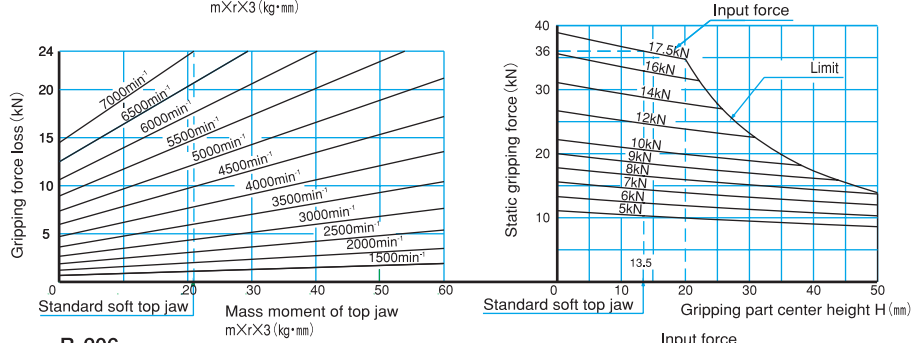 m×r×3(kg·mm)
Gripping force loss (kN)
24
20
15
10
5
7000min⁻¹
6500min⁻¹
6000min⁻¹
5500min⁻¹
5000min⁻¹
4500min⁻¹
4000min⁻¹
3500min⁻¹
3000min⁻¹
2500min⁻¹
2000min⁻¹
1500min⁻¹
0
20
30
40
50
60
Standard soft top jaw
Mass moment of top jaw
m×r×3(kg·mm)
Static gripping force (kN)
40
36
30
20
10
Input force
Limit
17.5kN
16kN
14kN
12kN
10kN
9kN
8kN
7kN
6kN
5kN
13.5
0
10
20
30
40
50
Standard soft top jaw
Gripping part center height H(mm)
Input force